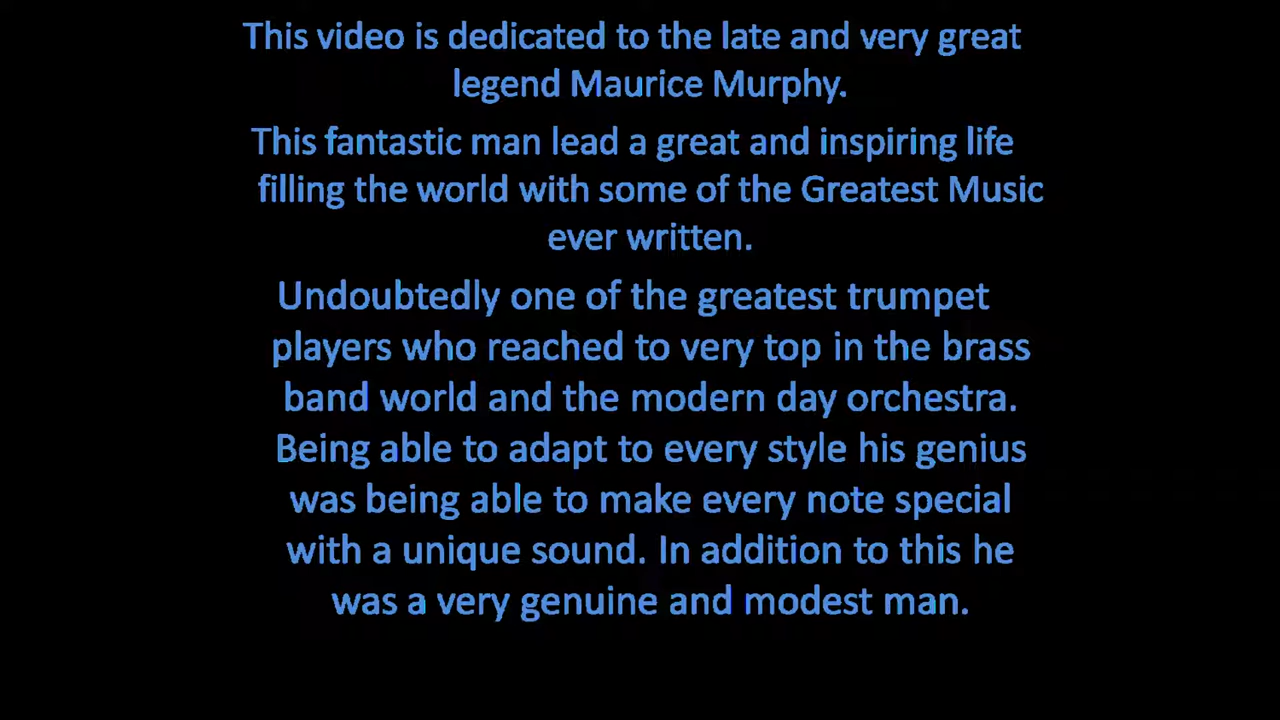 This video is dedicated to the late and very great
legend Maurice Murphy.
This fantastic man lead a great and inspiring life
filling the world with some of the Greatest Music
ever written.
Undoubtedly one of the greatest trumpet
players who reached to very top in the brass
band world and the modern day orchestra.
Being able to adapt to every style his genius
was being able to make every note special
with a unique sound. In addition to this he
was a very genuine and modest man.